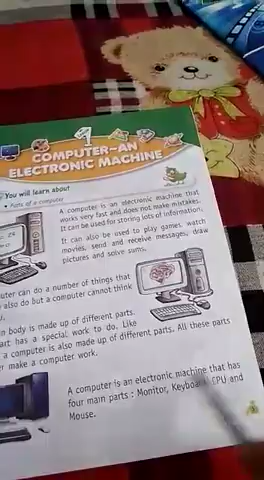 1
COMPUTER-AN
ELECTRONIC MACHINE
You will learn about
• Parts of a computer
A computer is an electronic machine that
works very fast and does not make mistakes.
It can be used for storing lots of information.
It can also be used to play games, watch
movies, send and receive messages, draw
pictures and solve sums.
uter can do a number of things that
also do but a computer cannot think
u.
n body is made up of different parts.
art has a special work to do. Like
a computer is also made up of different parts. All these parts
er make a computer work.
A computer is an electronic machine that has
four main parts : Monitor, Keyboard, CPU and
Mouse.